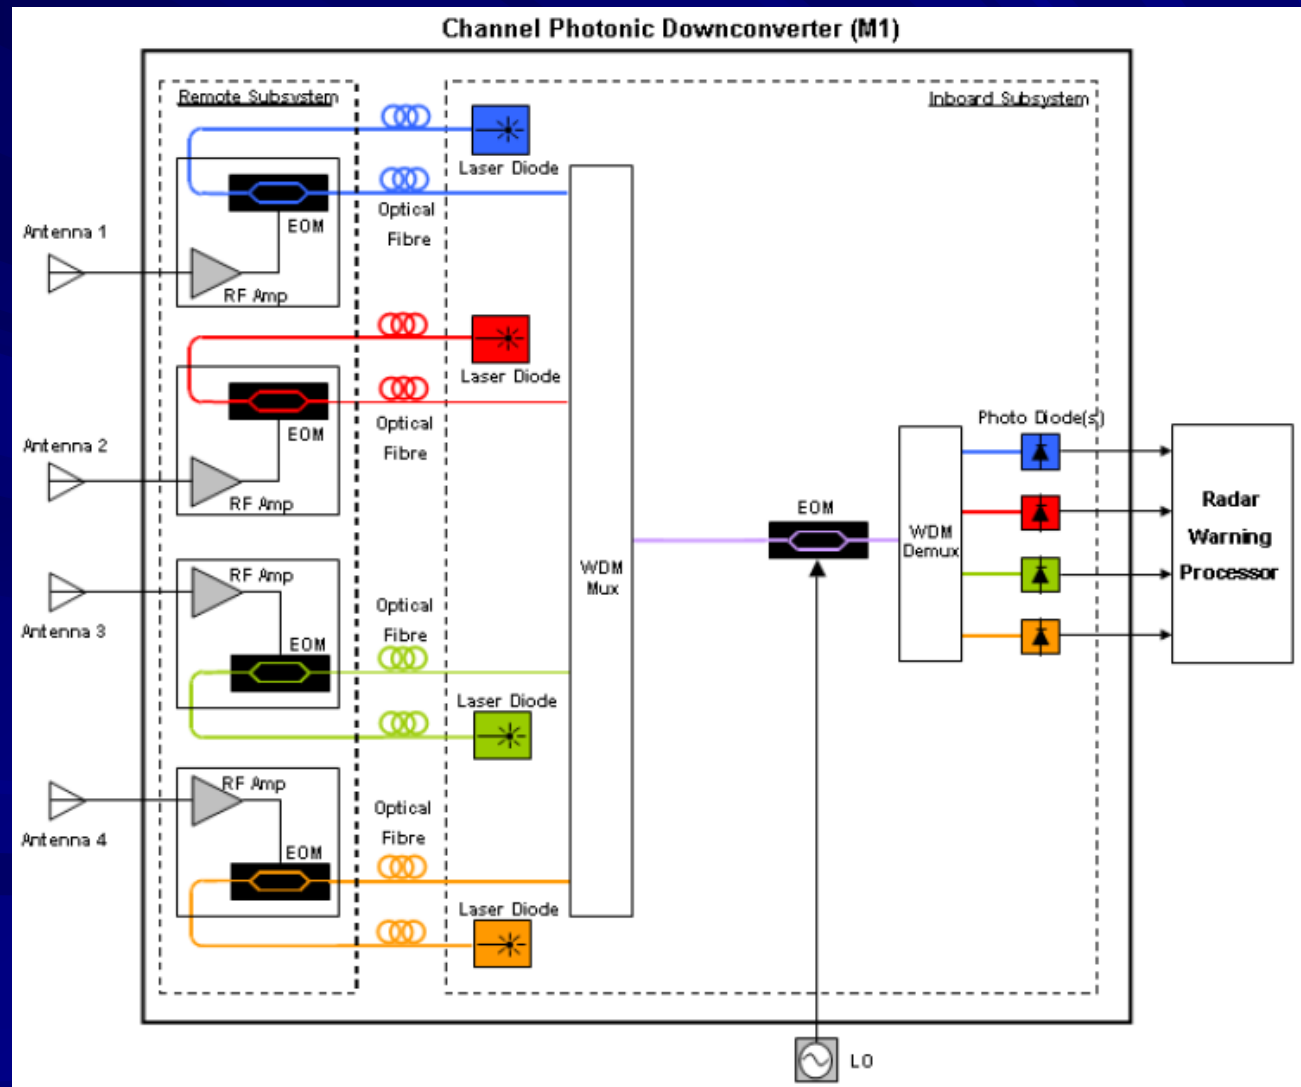 Channel Photonic Downconverter (M1)
Remote Subsystem
Inboard Subsystem
Laser Diode
Optical
Fibre
EOM
Antenna 1
RF Amp
Laser Diode
Optical
Fibre
EOM
Antenna 2
RF Amp
Photo Diode(s)
EOM
WDM
Demux
Radar
Warning
Processor
WDM
Mux
RF Amp
Optical
Fibre
Antenna 3
EOM
Laser Diode
RF Amp
Optical
Fibre
Antenna 4
EOM
Laser Diode
LO